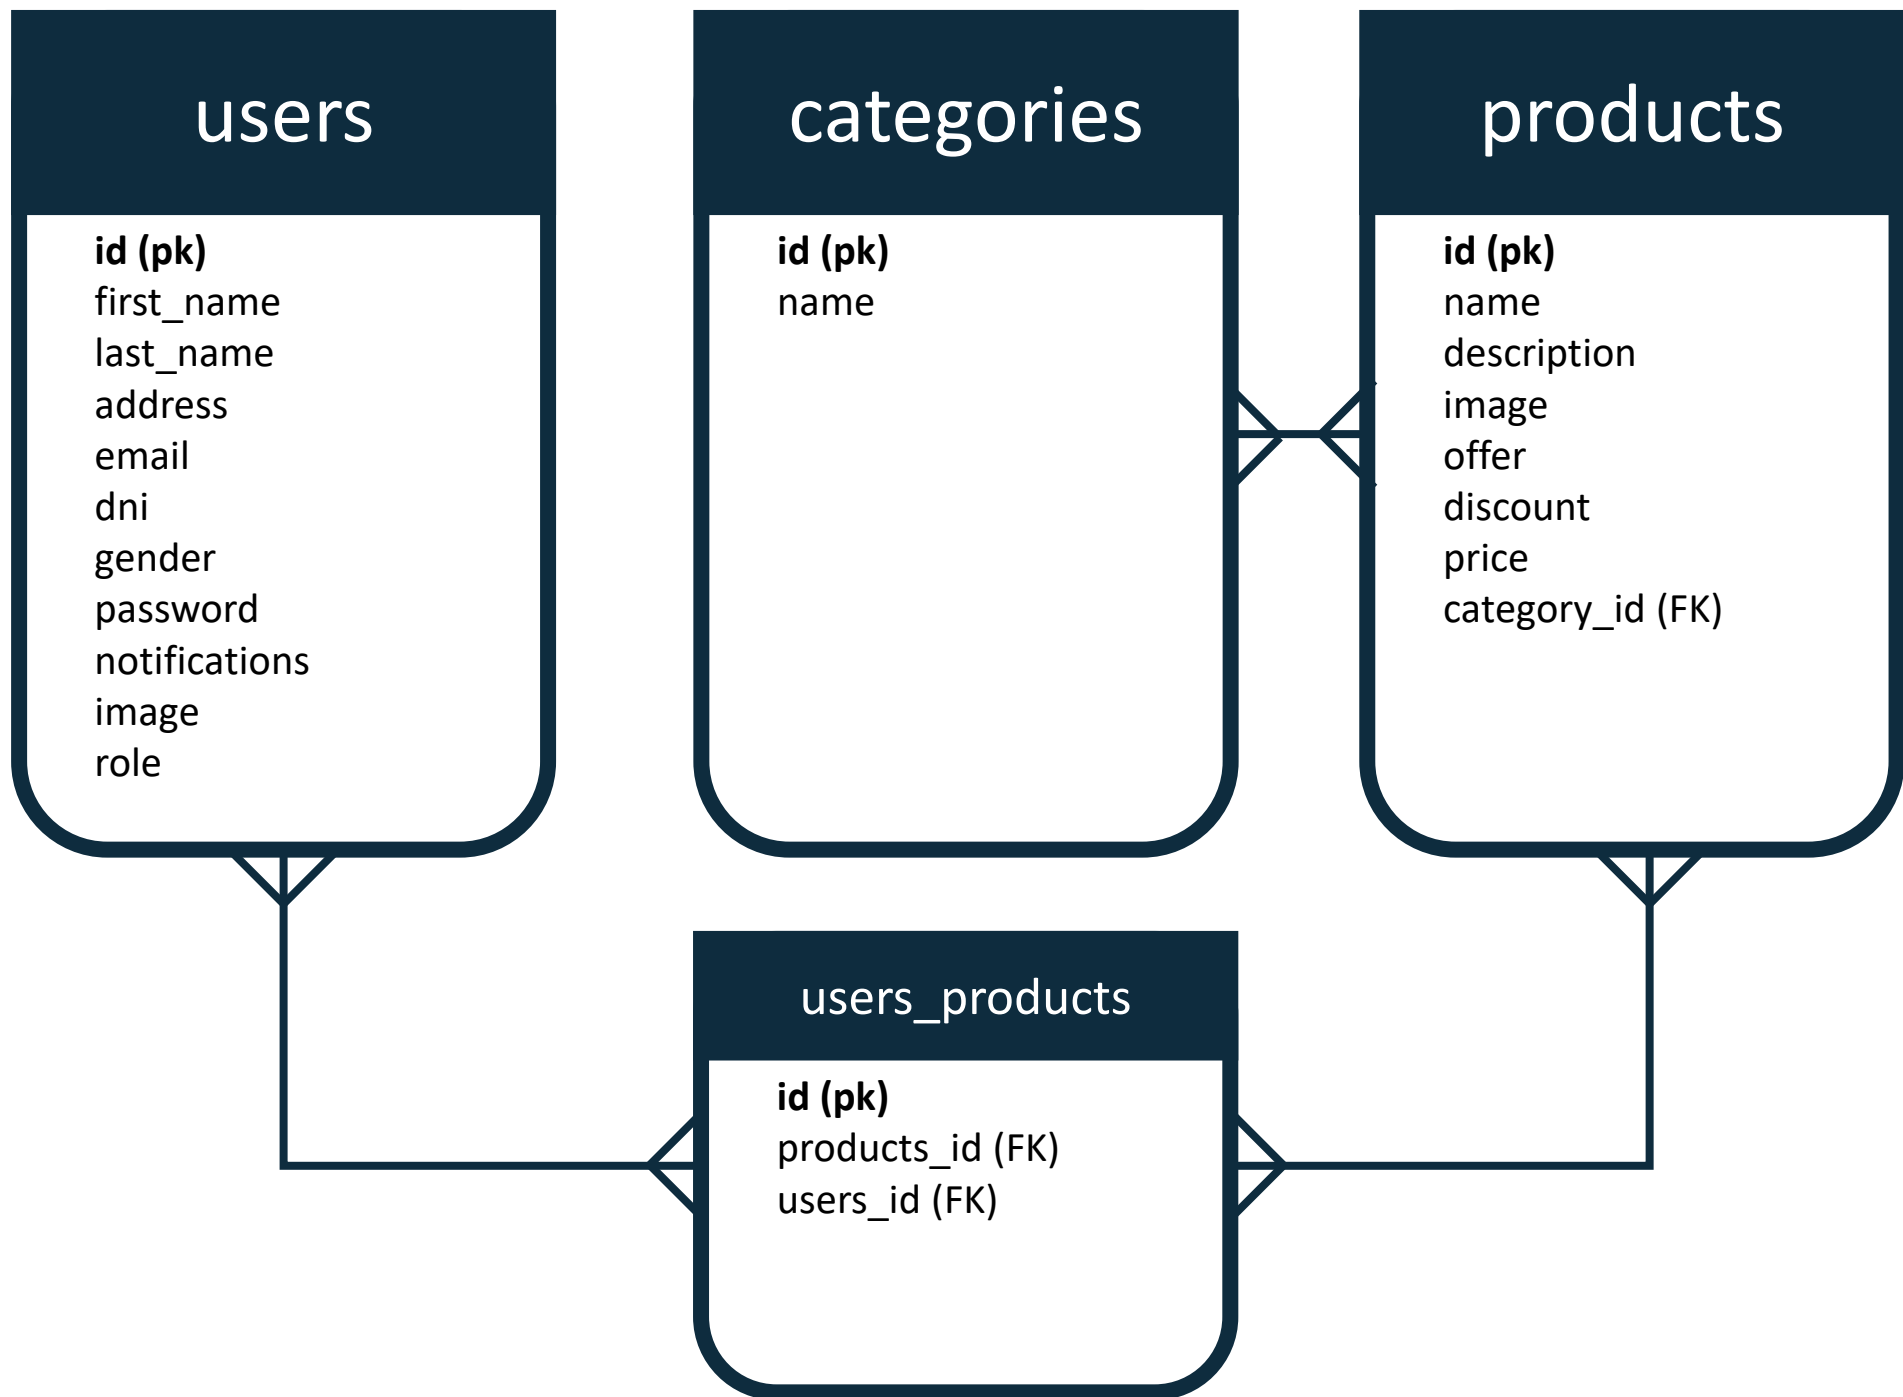 users
id (pk)
first_name
last_name
address
email
dni
gender
password
notifications
image
role
categories
id (pk)
name
products
id (pk)
name
description
image
offer
discount
price
category_id (FK)
users_products
id (pk)
products_id (FK)
users_id (FK)